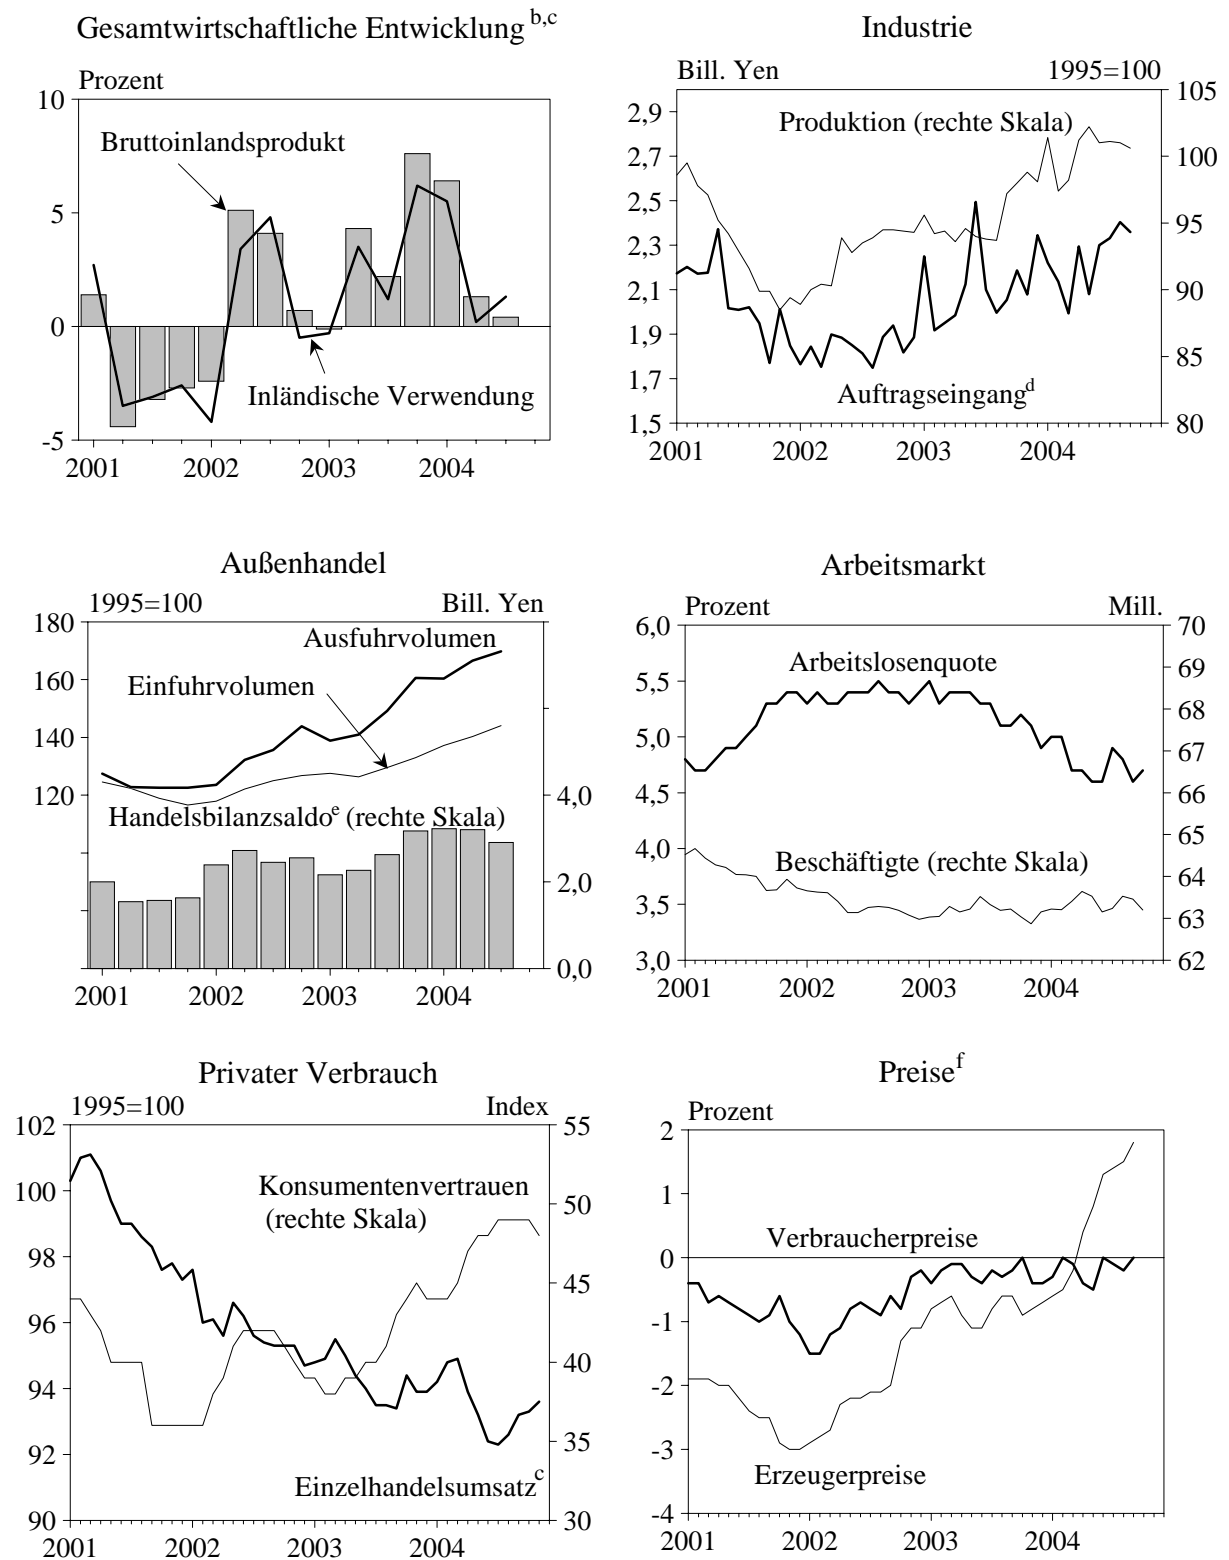 Gesamtwirtschaftliche Entwicklung b,c
Prozent
10
5
0
-5
Bruttoinlandsprodukt
Inländische Verwendung
2001 2002 2003 2004
Industrie
Bill. Yen 1995=100
2,9
2,7
2,5
2,3
2,1
1,9
1,7
1,5
105
100
95
90
85
80
Produktion (rechte Skala)
Auftragseingang d
2001 2002 2003 2004
Außenhandel
1995=100 Bill. Yen
180
160
140
120
4,0
2,0
0,0
Ausfuhrvolumen
Einfuhrvolumen
Handelsbilanzsaldo e (rechte Skala)
2001 2002 2003 2004
Arbeitsmarkt
Prozent Mill.
6,0
5,5
5,0
4,5
4,0
3,5
3,0
70
69
68
67
66
65
64
63
62
Arbeitslosenquote
Beschäftigte (rechte Skala)
2001 2002 2003 2004
Privater Verbrauch
1995=100 Index
102
100
98
96
94
92
90
55
50
45
40
35
30
Konsumentenvertrauen
(rechte Skala)
Einzelhandelsumsatz c
2001 2002 2003 2004
Preise f
Prozent
2
1
0
-1
-2
-3
-4
Verbraucherpreise
Erzeugerpreise
2001 2002 2003 2004